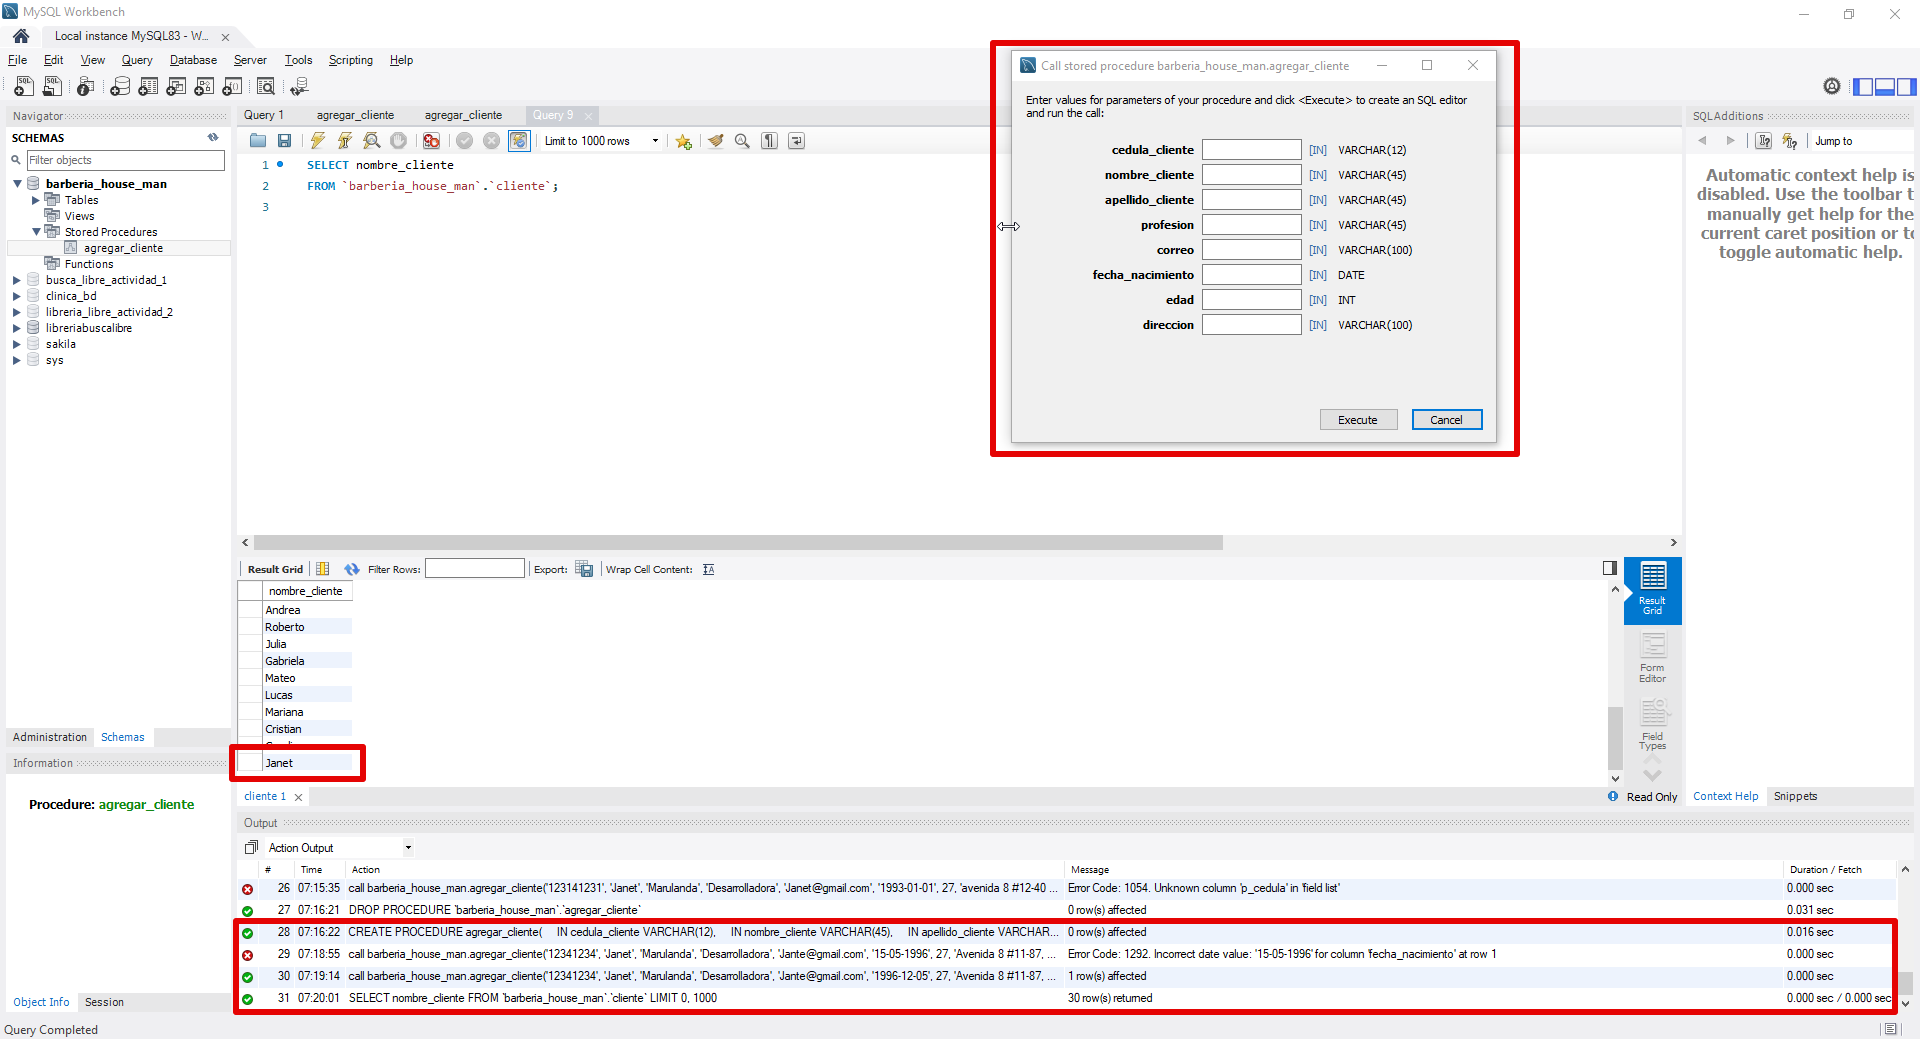 MySQL Workbench
Local instance MySQL83 - W...
File Edit View Query Database Server Tools Scripting Help
Navigator
SCHEMAS
Filter objects
barberia_house_man
Tables
Views
Stored Procedures
agregar_cliente
Functions
busca_libre_actividad_1
clinica_bd
libreria_libre_actividad_2
libreriabuscalibre
sakila
sys
Administration Schemas
Information
Procedure: agregar_cliente
Object Info Session
Query Completed
Query 1 agregar_cliente agregar_cliente Query 9
Limit to 1000 rows
1 SELECT nombre_cliente
2 FROM `barberia_house_man`.`cliente`;
3
Call stored procedure barberia_house_man.agregar_cliente
Enter values for parameters of your procedure and click <Execute> to create an SQL editor
and run the call:
cedula_cliente [IN] VARCHAR(12)
nombre_cliente [IN] VARCHAR(45)
apellido_cliente [IN] VARCHAR(45)
profesion [IN] VARCHAR(45)
correo [IN] VARCHAR(100)
fecha_nacimiento [IN] DATE
edad [IN] INT
direccion [IN] VARCHAR(100)
Execute Cancel
SQLAdditions
Jump to
Automatic context help is
disabled. Use the toolbar t
manually get help for the
current caret position or to
toggle automatic help.
Context Help Snippets
Result Grid Filter Rows: Export: Wrap Cell Content:
nombre_cliente
Andrea
Roberto
Julia
Gabriela
Mateo
Lucas
Mariana
Cristian
Janet
Result
Grid
Form
Editor
Field
Types
cliente 1
Read Only
Output
Action Output
# Time Action Message Duration / Fetch
26 07:15:35 call barberia_house_man.agregar_cliente('123141231', 'Janet', 'Marulanda', 'Desarrolladora', 'Janet@gmail.com', '1993-01-01', 27, 'avenida 8 #12-40 ... Error Code: 1054. Unknown column 'p_cedula' in 'field list' 0.000 sec
27 07:16:21 DROP PROCEDURE `barberia_house_man`.`agregar_cliente` 0 row(s) affected 0.031 sec
28 07:16:22 CREATE PROCEDURE agregar_cliente( IN cedula_cliente VARCHAR(12), IN nombre_cliente VARCHAR(45), IN apellido_cliente VARCHAR... 0 row(s) affected 0.016 sec
29 07:18:55 call barberia_house_man.agregar_cliente('12341234', 'Janet', 'Marulanda', 'Desarrolladora', 'Jante@gmail.com', '15-05-1996', 27, 'Avenida 8 #11-87, ... Error Code: 1292. Incorrect date value: '15-05-1996' for column 'fecha_nacimiento' at row 1 0.000 sec
30 07:19:14 call barberia_house_man.agregar_cliente('12341234', 'Janet', 'Marulanda', 'Desarrolladora', 'Jante@gmail.com', '1996-12-05', 27, 'Avenida 8 #11-87, ... 1 row(s) affected 0.000 sec
31 07:20:01 SELECT nombre_cliente FROM `barberia_house_man`.`cliente` LIMIT 0, 1000 30 row(s) returned 0.000 sec / 0.000 sec